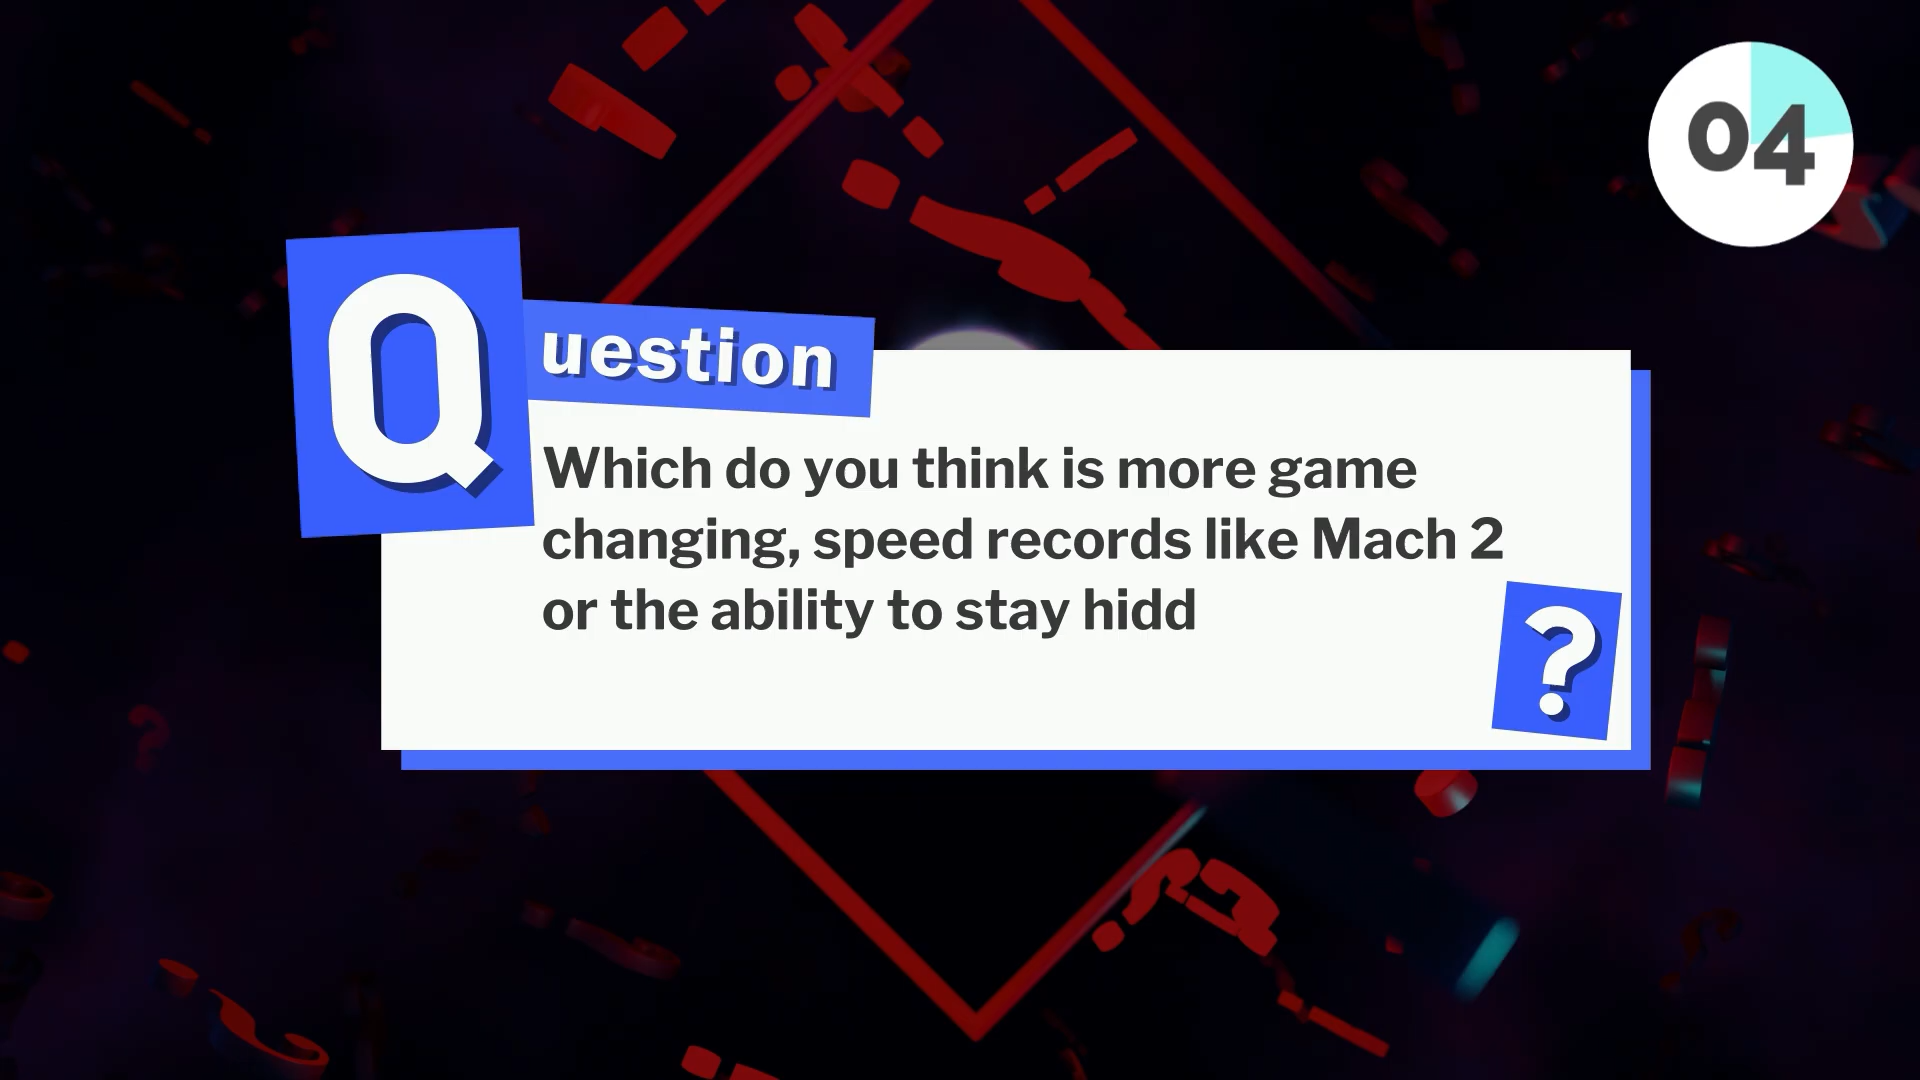 04
Question
Which do you think is more game
changing, speed records like Mach 2
or the ability to stay hidd
?